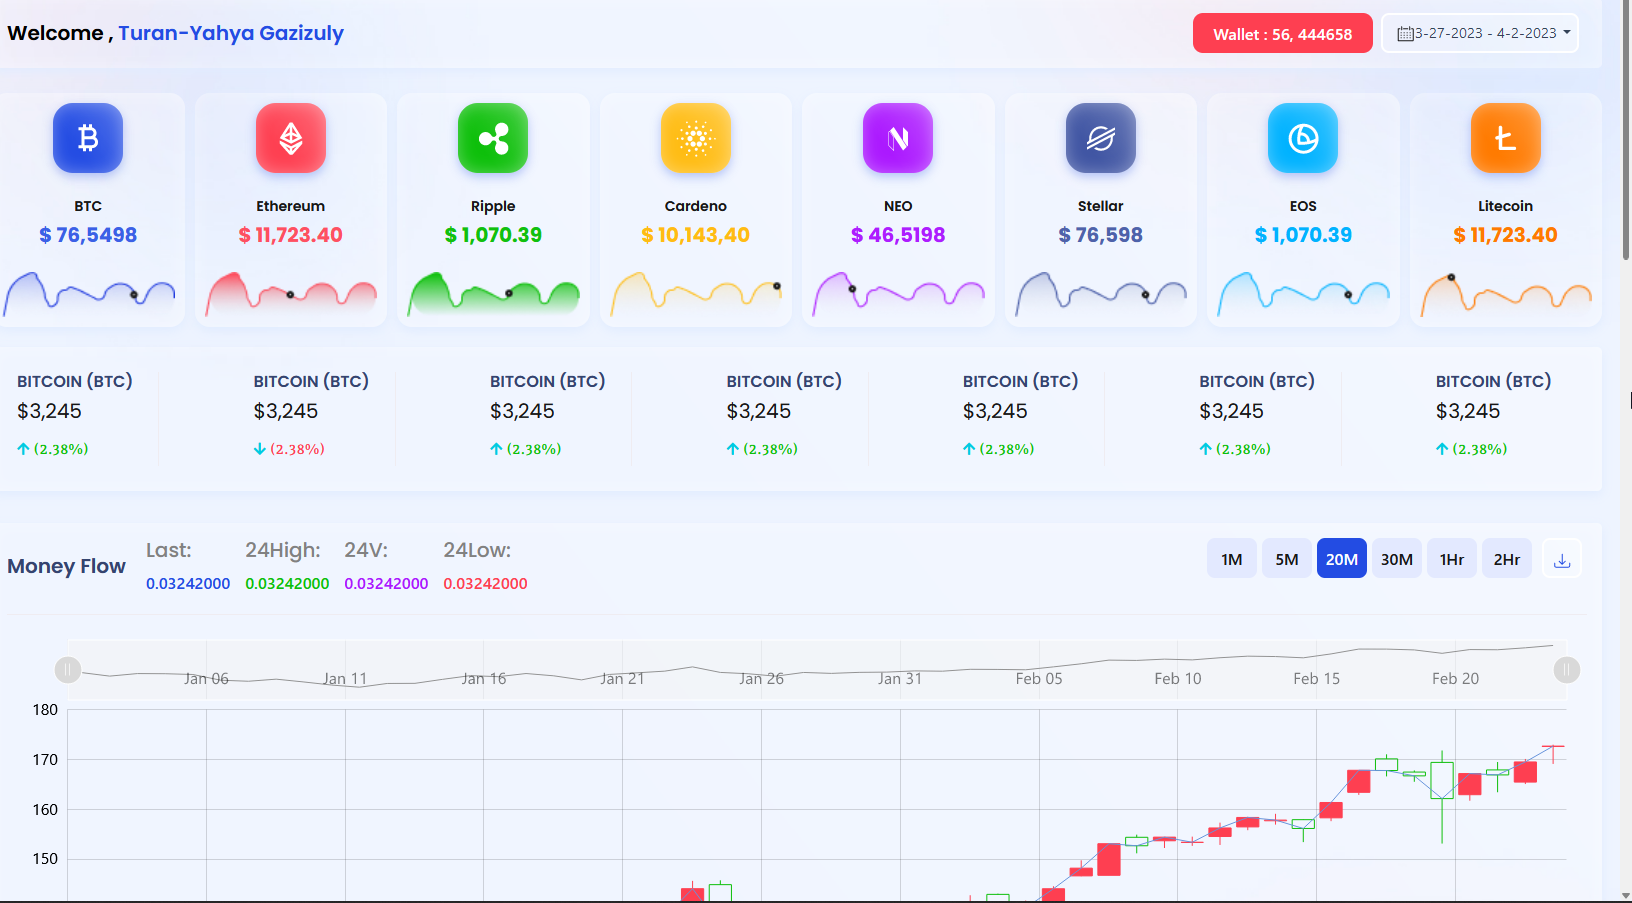 Welcome , Turan-Yahya Gazizuly
Wallet : 56, 444658
3-27-2023 - 4-2-2023
BTC
$ 76,5498
Ethereum
$ 11,723.40
Ripple
$ 1,070.39
Cardeno
$ 10,143,40
NEO
$ 46,5198
Stellar
$ 76,598
EOS
$ 1,070.39
Litecoin
$ 11,723.40
BITCOIN (BTC)
$3,245
(2.38%)
BITCOIN (BTC)
$3,245
(2.38%)
BITCOIN (BTC)
$3,245
(2.38%)
BITCOIN (BTC)
$3,245
(2.38%)
BITCOIN (BTC)
$3,245
(2.38%)
BITCOIN (BTC)
$3,245
(2.38%)
BITCOIN (BTC)
$3,245
(2.38%)
Money Flow
Last:
0.03242000
24High:
0.03242000
24V:
0.03242000
24Low:
0.03242000
1M
5M
20M
30M
1Hr
2Hr
Jan 06
Jan 11
Jan 16
Jan 21
Jan 26
Jan 31
Feb 05
Feb 10
Feb 15
Feb 20
180
170
160
150